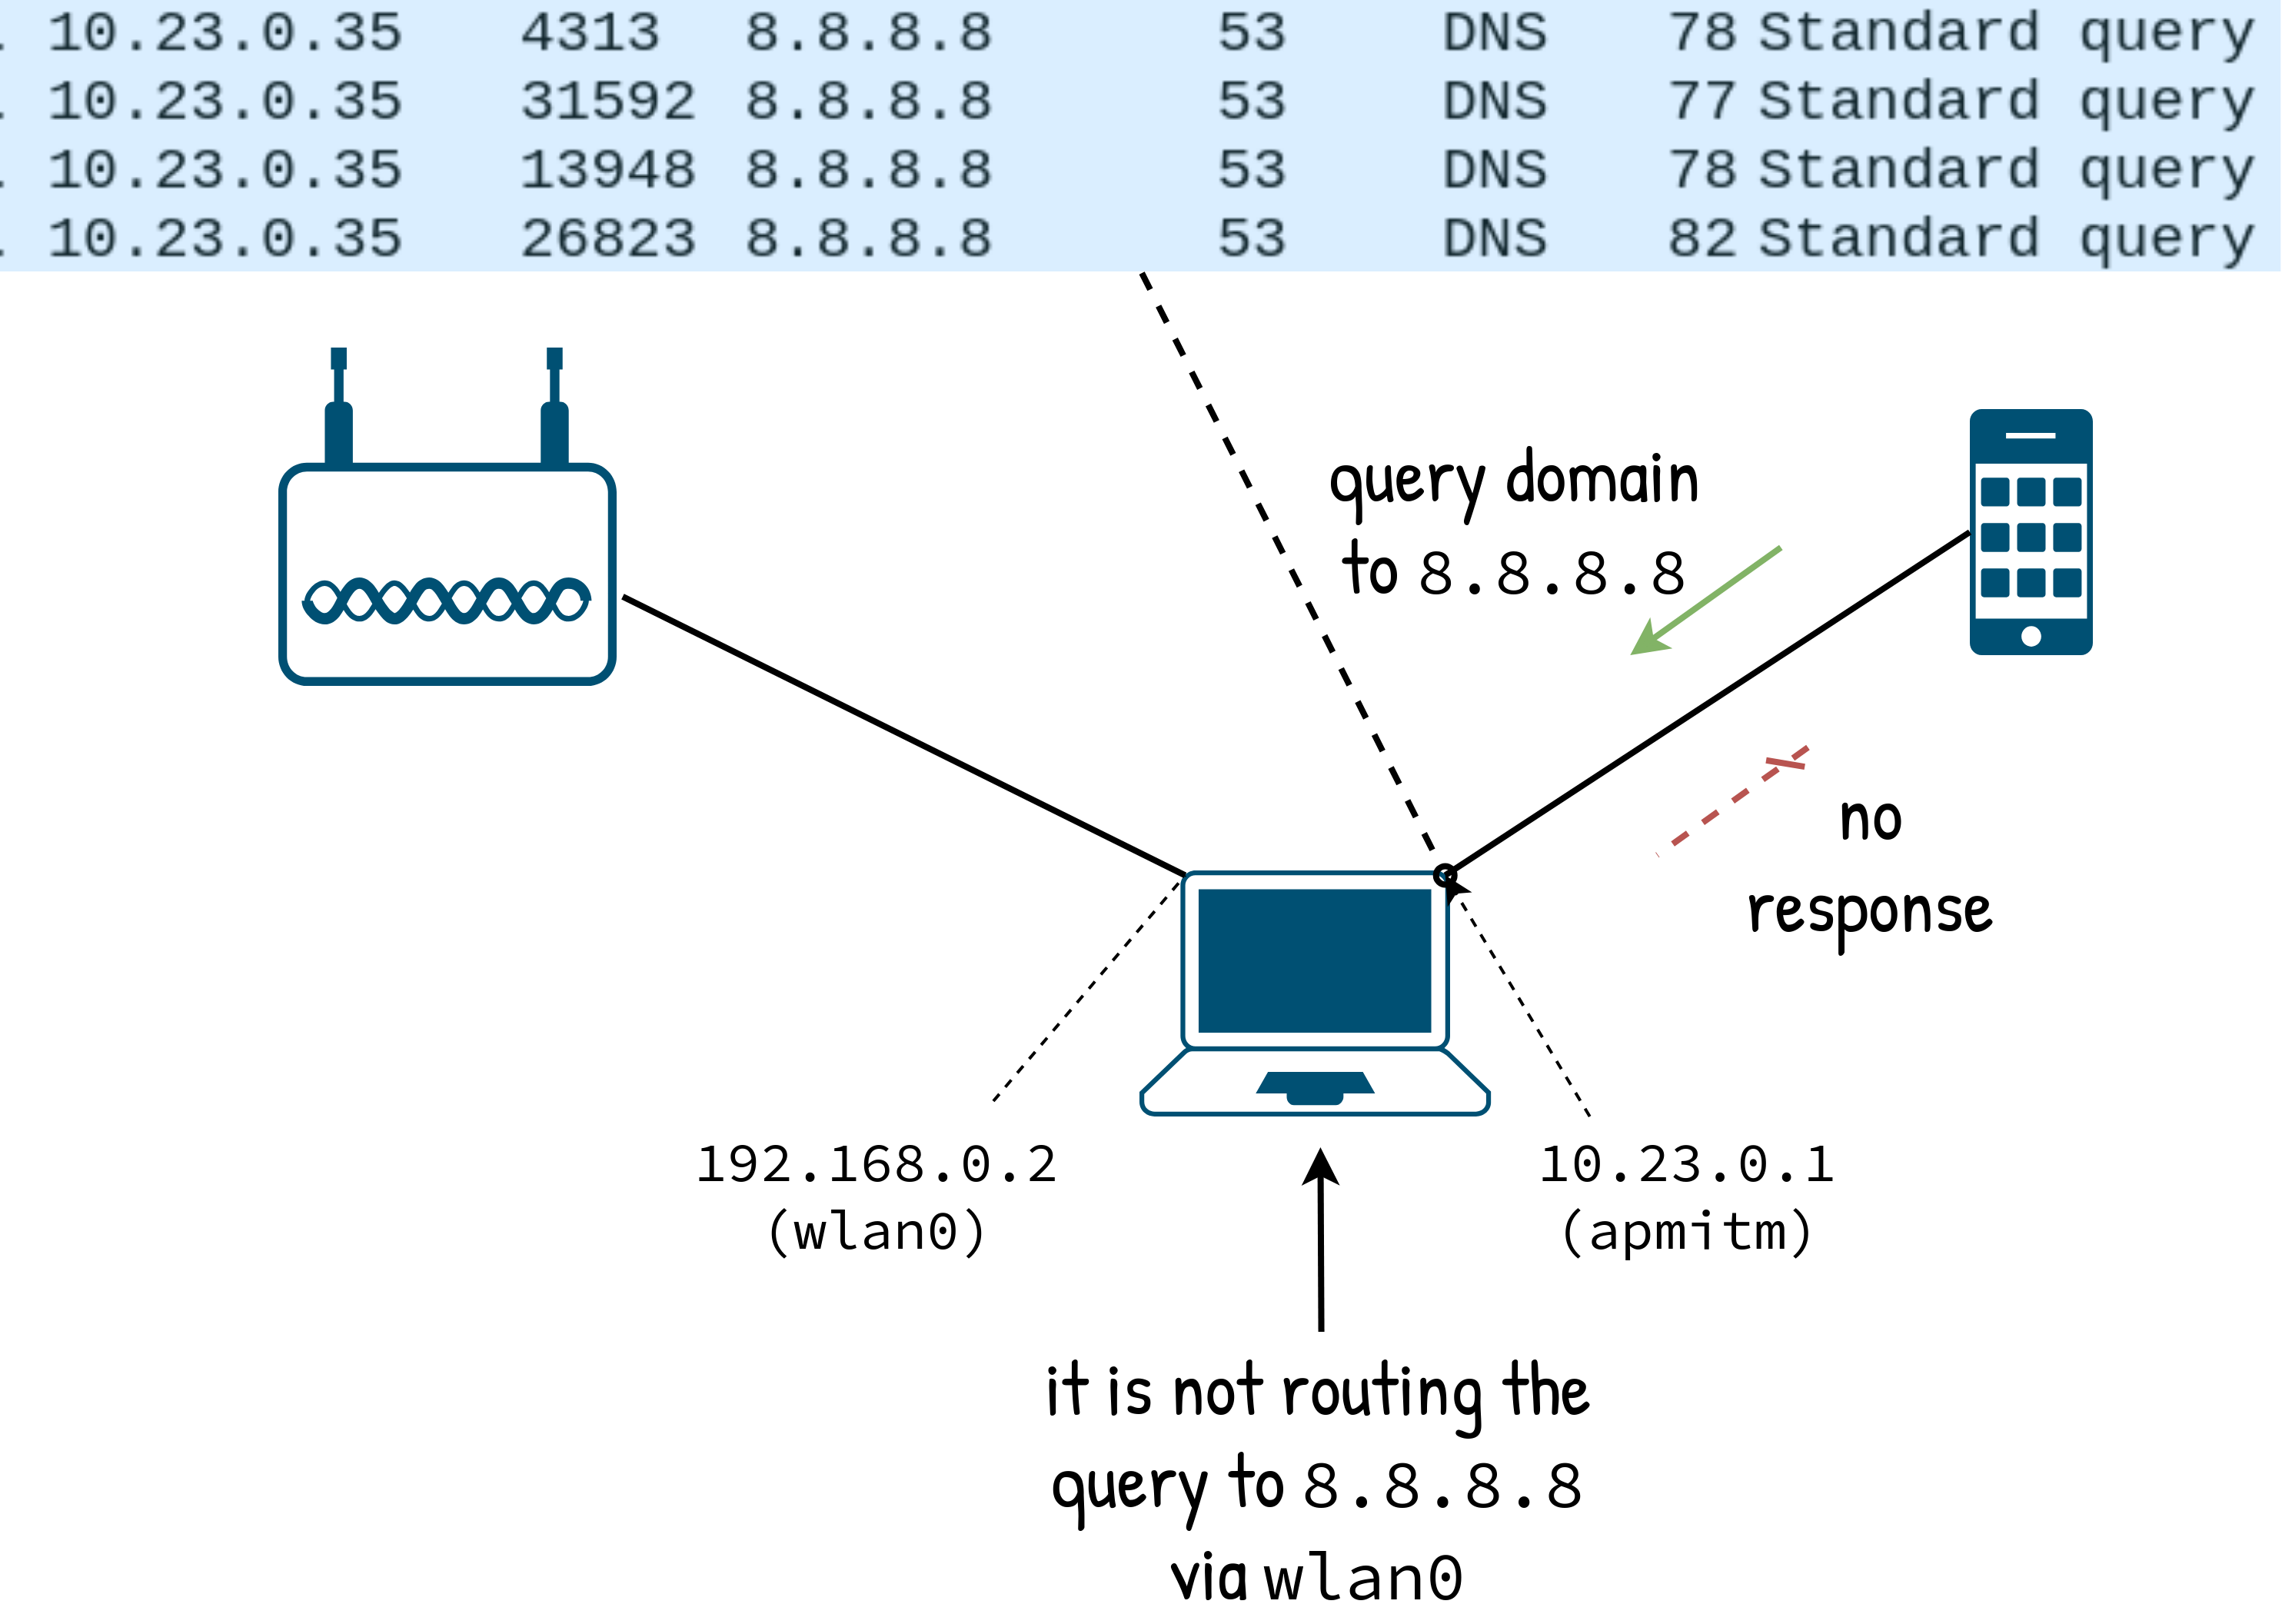 10.23.0.35 4313 8.8.8.8 53 DNS 78 Standard query
10.23.0.35 31592 8.8.8.8 53 DNS 77 Standard query
10.23.0.35 13948 8.8.8.8 53 DNS 78 Standard query
10.23.0.35 26823 8.8.8.8 53 DNS 82 Standard query
query domain
to 8.8.8.8
no
response
192.168.0.2
(wlan0)
10.23.0.1
(apmitm)
it is not routing the
query to 8.8.8.8
via wlan0